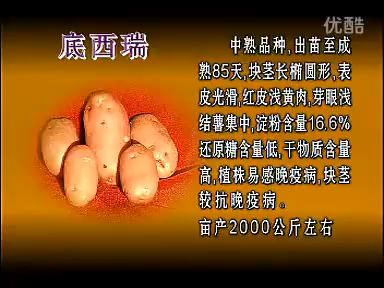 优酷
底西瑞
中熟品种,出苗至成
熟85天,块茎长椭圆形,表
皮光滑,红皮浅黄肉,芽眼浅
结薯集中,淀粉含量16.6%
还原糖含量低,干物质含量
高,植株易感晚疫病,块茎
较抗晚疫病。
亩产2000公斤左右